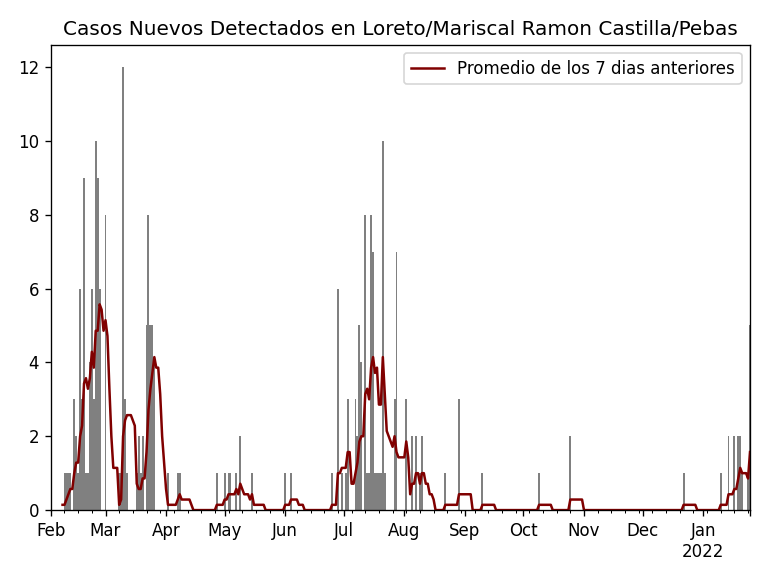 Casos Nuevos Detectados en Loreto/Mariscal Ramon Castilla/Pebas
Promedio de los 7 dias anteriores
12
10
8
6
4
2
0
Feb Mar Apr May Jun Jul Aug Sep Oct Nov Dec Jan
2022